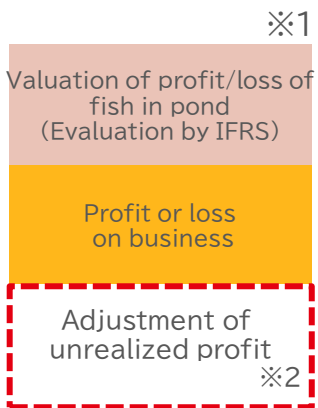 ※1
Valuation of profit/loss of
fish in pond
（Evaluation by IFRS）
Profit or loss
on business
Adjustment of
unrealized profit
※2